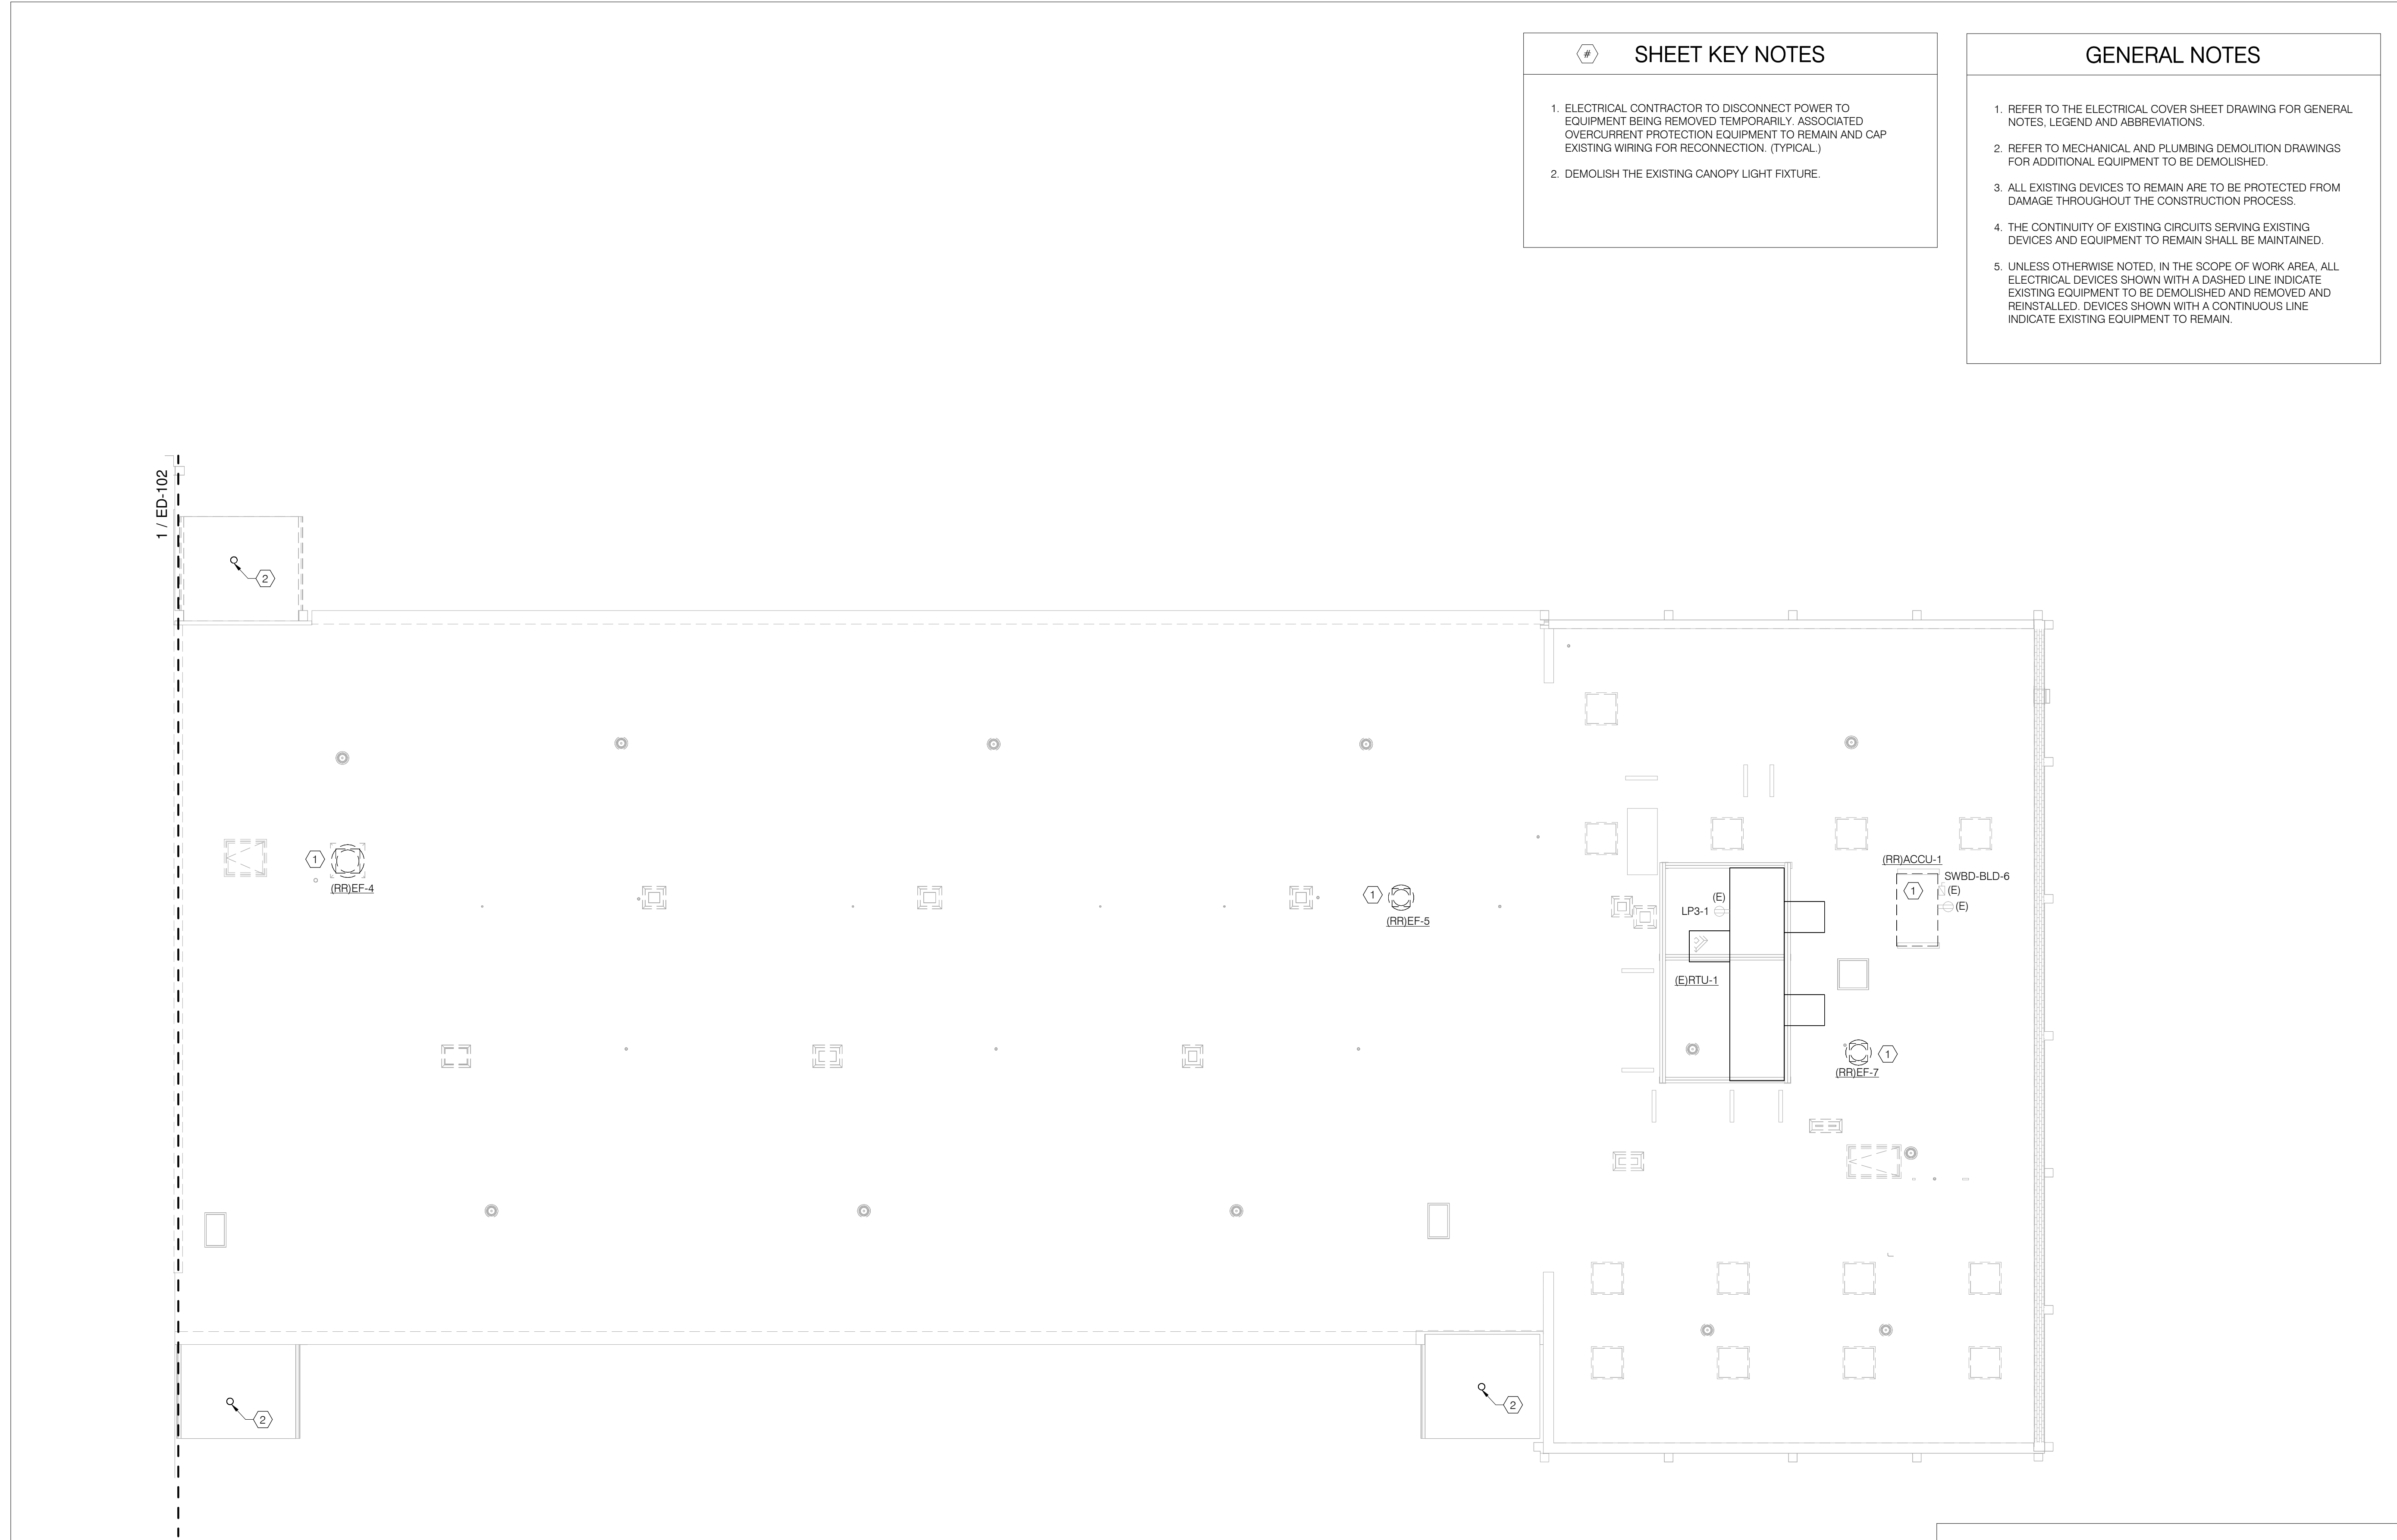 # SHEET KEY NOTES
1. ELECTRICAL CONTRACTOR TO DISCONNECT POWER TO
EQUIPMENT BEING REMOVED TEMPORARILY. ASSOCIATED
OVERCURRENT PROTECTION EQUIPMENT TO REMAIN AND CAP
EXISTING WIRING FOR RECONNECTION. (TYPICAL.)
2. DEMOLISH THE EXISTING CANOPY LIGHT FIXTURE.
GENERAL NOTES
1. REFER TO THE ELECTRICAL COVER SHEET DRAWING FOR GENERAL
NOTES, LEGEND AND ABBREVIATIONS.
2. REFER TO MECHANICAL AND PLUMBING DEMOLITION DRAWINGS
FOR ADDITIONAL EQUIPMENT TO BE DEMOLISHED.
3. ALL EXISTING DEVICES TO REMAIN ARE TO BE PROTECTED FROM
DAMAGE THROUGHOUT THE CONSTRUCTION PROCESS.
4. THE CONTINUITY OF EXISTING CIRCUITS SERVING EXISTING
DEVICES AND EQUIPMENT TO REMAIN SHALL BE MAINTAINED.
5. UNLESS OTHERWISE NOTED, IN THE SCOPE OF WORK AREA, ALL
ELECTRICAL DEVICES SHOWN WITH A DASHED LINE INDICATE
EXISTING EQUIPMENT TO BE DEMOLISHED AND REMOVED AND
REINSTALLED. DEVICES SHOWN WITH A CONTINUOUS LINE
INDICATE EXISTING EQUIPMENT TO REMAIN.
1 / ED-102
2
1
(RR)EF-4
1
(RR)EF-5
(E)
LP3-1
(E)RTU-1
(RR)ACCU-1
1
SWBD-BLD-6
(E)
(E)
1
(RR)EF-7
2
2